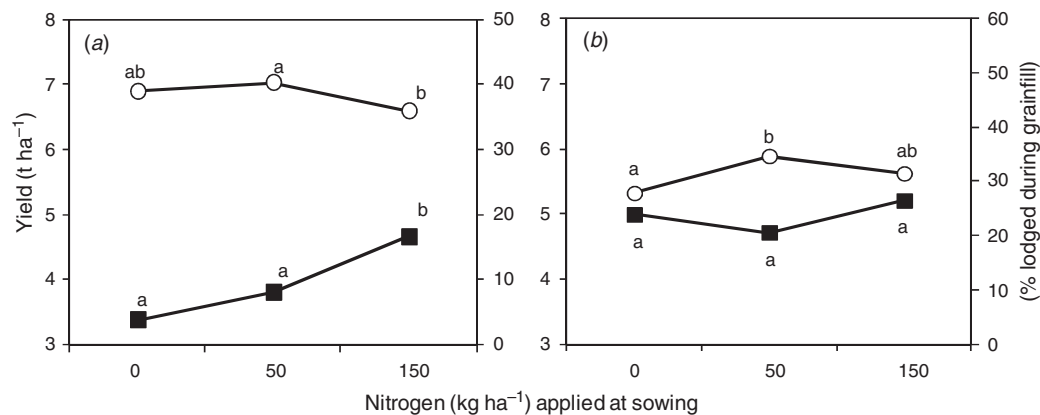 8
7
6
5
4
3
Yield (t ha⁻¹)
(a)
ab
a
b
a
a
b
50
40
30
20
10
0
0
50
150
8
7
6
5
4
3
(b)
a
b
ab
a
a
a
60
50
40
30
20
10
0
(% lodged during grainfill)
0
50
150
Nitrogen (kg ha⁻¹) applied at sowing